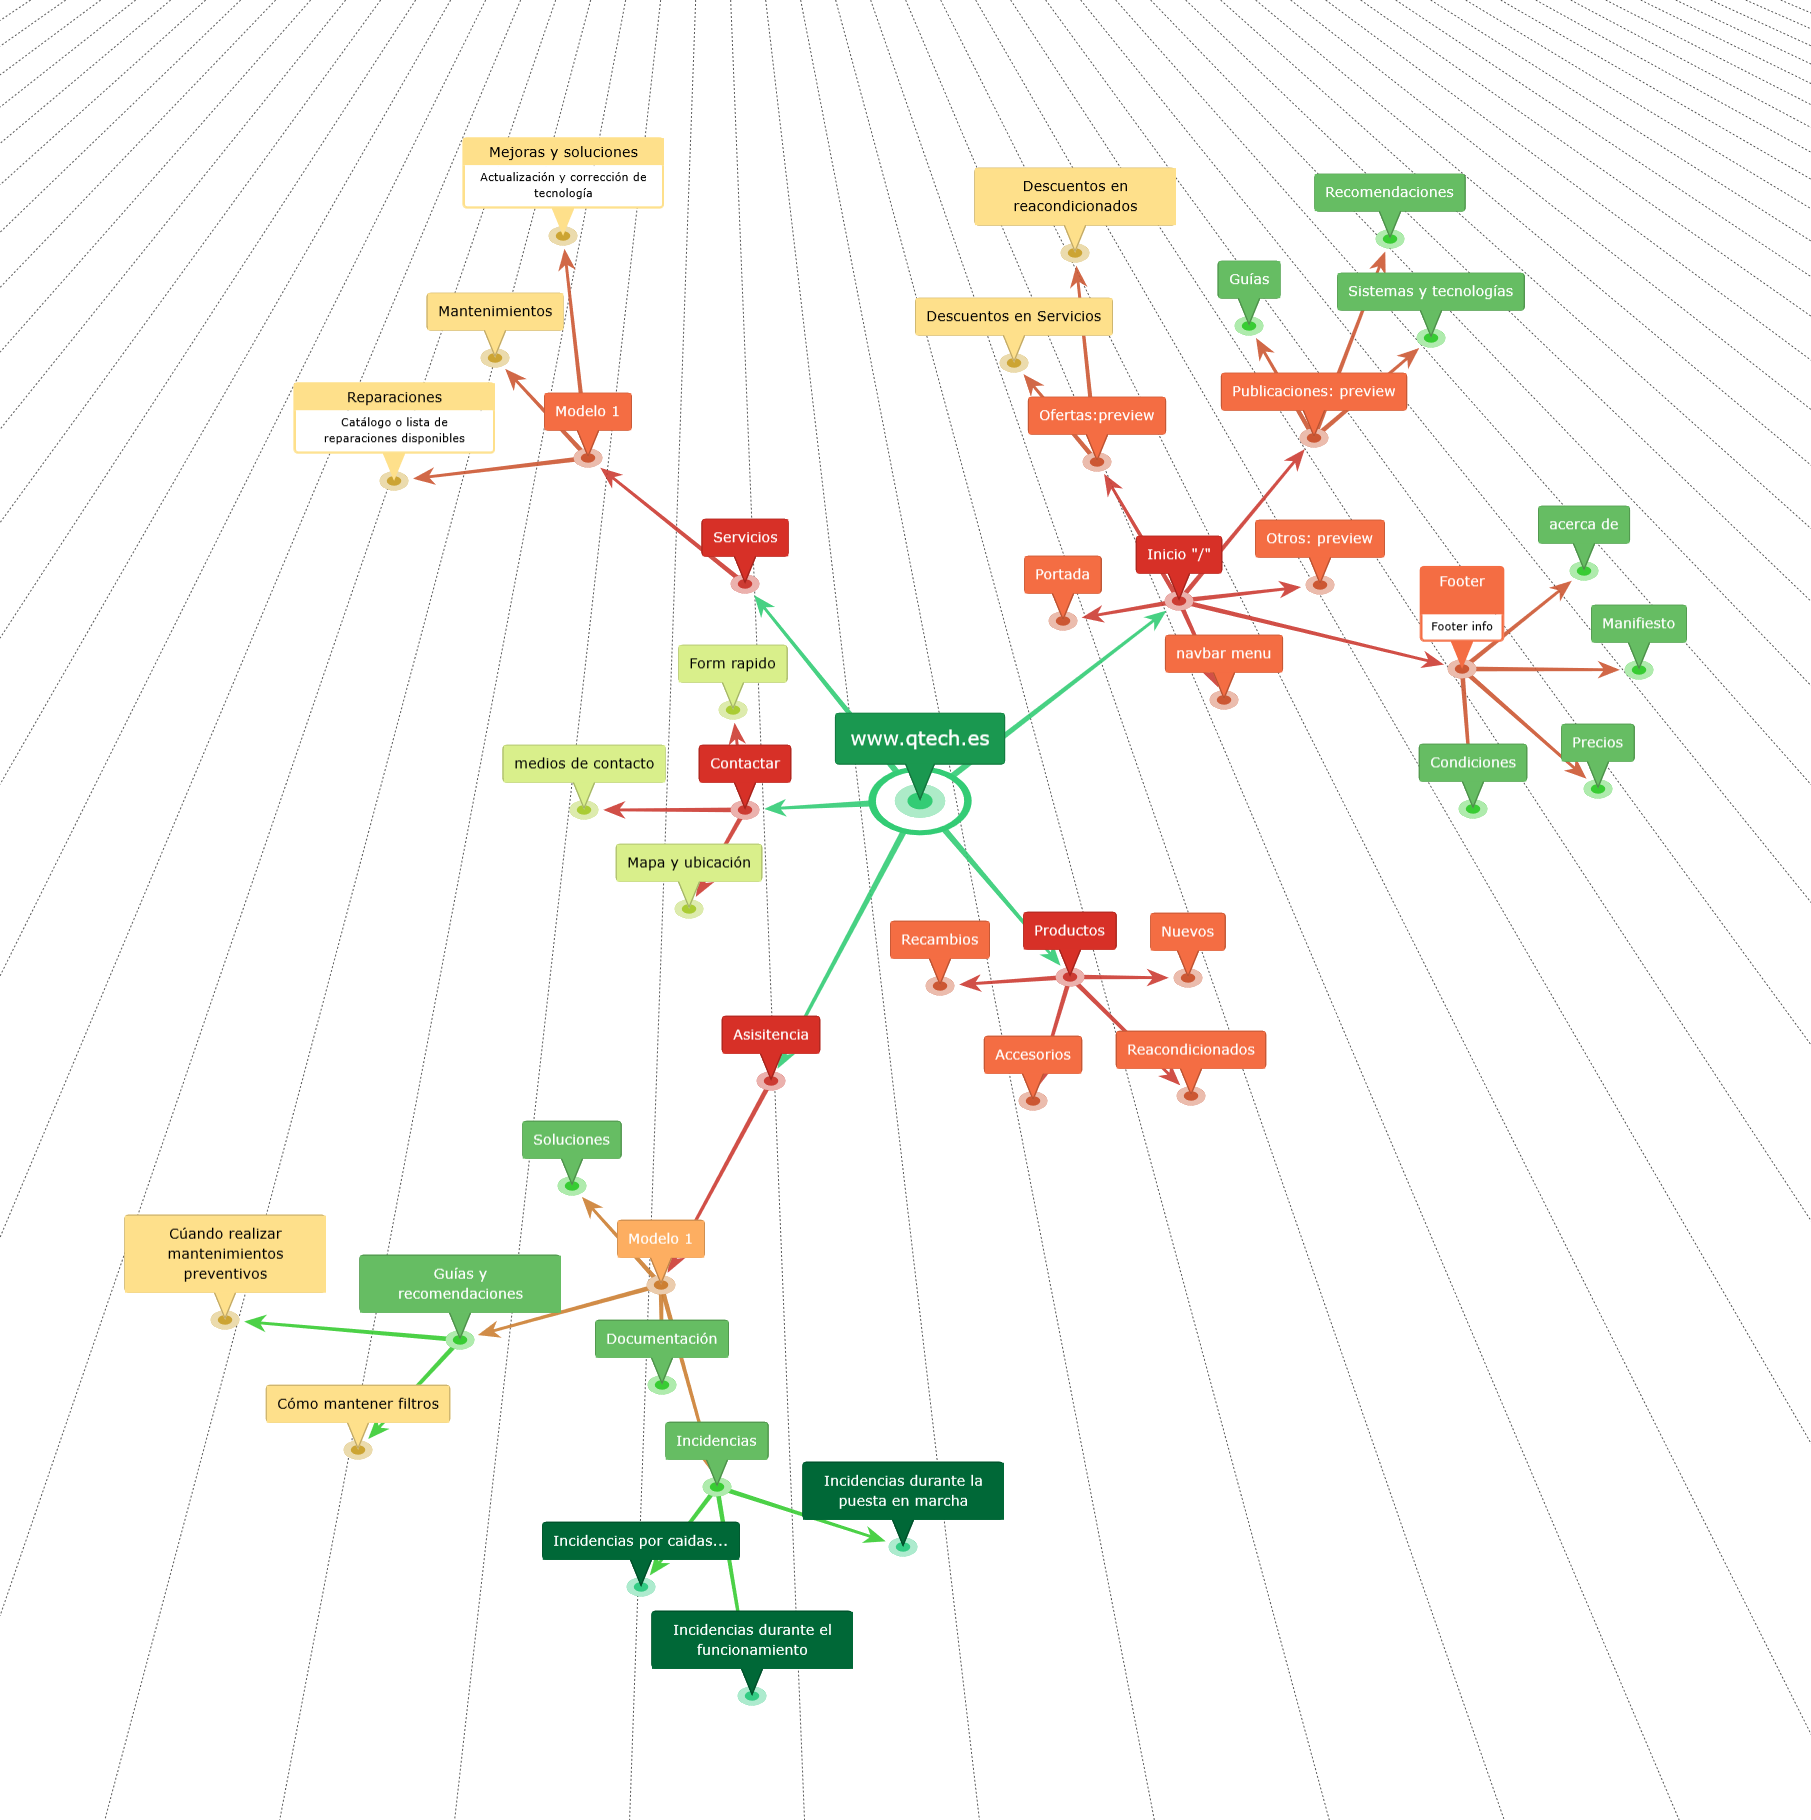 Mejoras y soluciones
Actualización y corrección de
tecnología
Descuentos en
reacondicionados
Recomendaciones
Guías
Sistemas y tecnologías
Mantenimientos
Descuentos en Servicios
Reparaciones
Catálogo o lista de
reparaciones disponibles
Modelo 1
Ofertas:preview
Publicaciones: preview
Servicios
Inicio "/"
Otros: preview
acerca de
Portada
Footer
Footer info
Manifiesto
navbar menu
Form rapido
www.qtech.es
Precios
Condiciones
medios de contacto
Contactar
Mapa y ubicación
Recambios
Productos
Nuevos
Asisitencia
Accesorios
Reacondicionados
Soluciones
Cúando realizar
mantenimientos
preventivos
Modelo 1
Guías y
recomendaciones
Documentación
Cómo mantener filtros
Incidencias
Incidencias durante la
puesta en marcha
Incidencias por caidas...
Incidencias durante el
funcionamiento